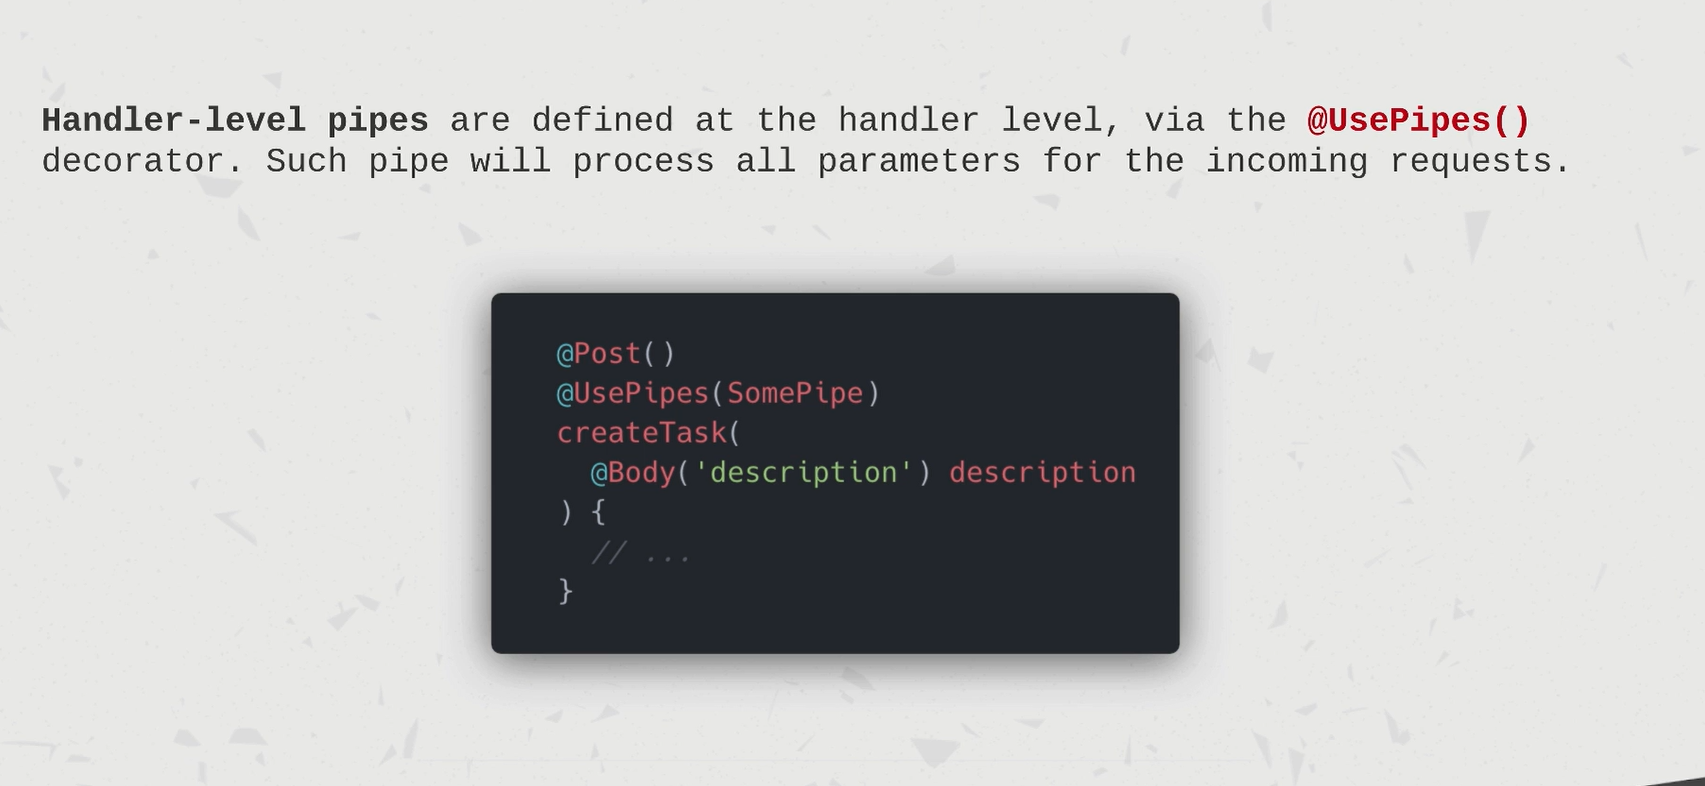 Handler-level pipes are defined at the handler level, via the @UsePipes()
decorator. Such pipe will process all parameters for the incoming requests.
@Post()
@UsePipes(SomePipe)
createTask(
  @Body('description') description
) {
  // ...
}